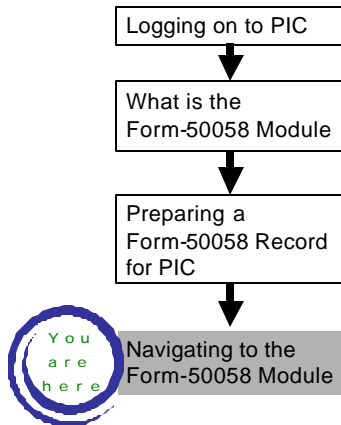 Logging on to PIC
What is the
Form-50058 Module
Preparing a
Form-50058 Record
for PIC
You
are
here
Navigating to the
Form-50058 Module